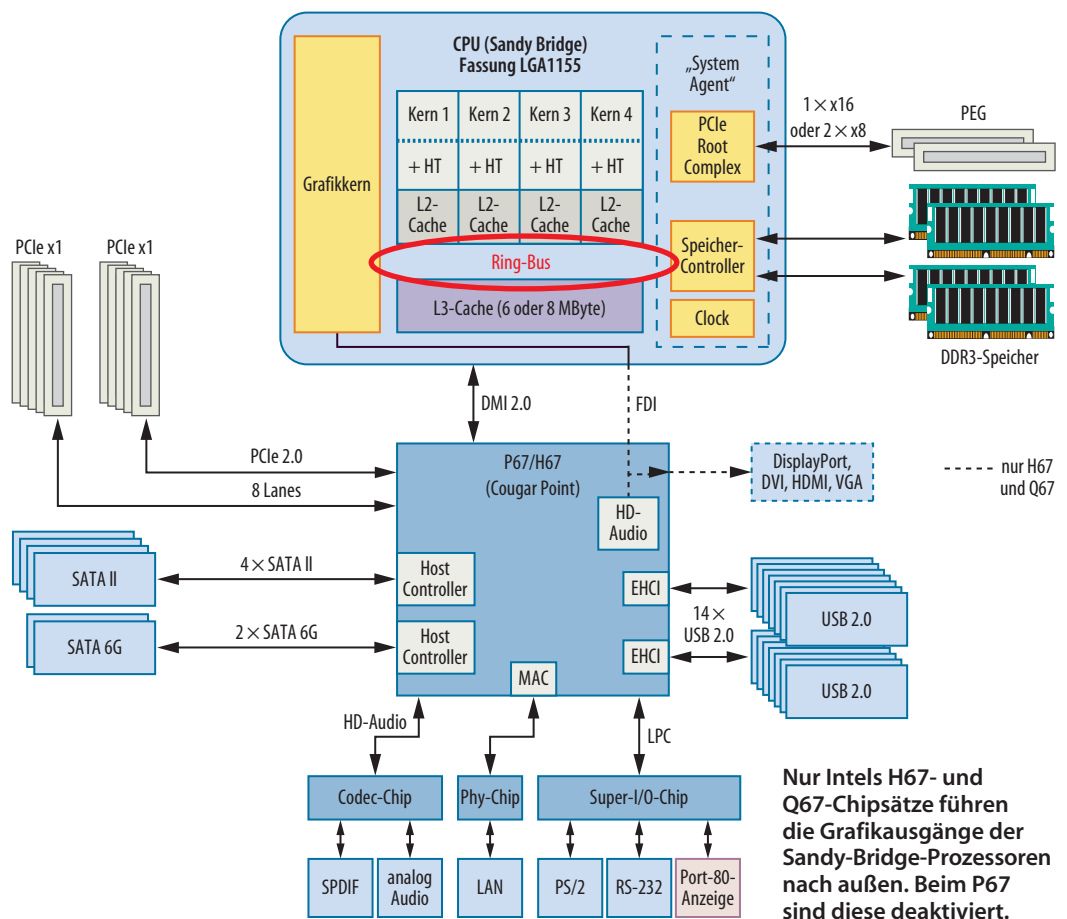 CPU (Sandy Bridge)
Fassung LGA1155
„System
Agent“
Grafikkern
Kern 1
Kern 2
Kern 3
Kern 4
+ HT
+ HT
+ HT
+ HT
L2-
Cache
L2-
Cache
L2-
Cache
L2-
Cache
Ring-Bus
L3-Cache (6 oder 8 MByte)
PCIe
Root
Complex
Speicher-
Controller
Clock
1 × x16
oder 2 × x8
PEG
DDR3-Speicher
PCIe x1
PCIe x1
DMI 2.0
FDI
PCIe 2.0
8 Lanes
P67/H67
(Cougar Point)
HD-
Audio
DisplayPort,
DVI, HDMI, VGA
nur H67
und Q67
SATA II
4 × SATA II
Host
Controller
SATA 6G
2 × SATA 6G
Host
Controller
EHCI
14 ×
USB 2.0
EHCI
USB 2.0
USB 2.0
MAC
HD-Audio
LPC
Codec-Chip
Phy-Chip
Super-I/O-Chip
SPDIF
analog
Audio
LAN
PS/2
RS-232
Port-80-
Anzeige
Nur Intels H67- und
Q67-Chipsätze führen
die Grafikausgänge der
Sandy-Bridge-Prozessoren
nach außen. Beim P67
sind diese deaktiviert.